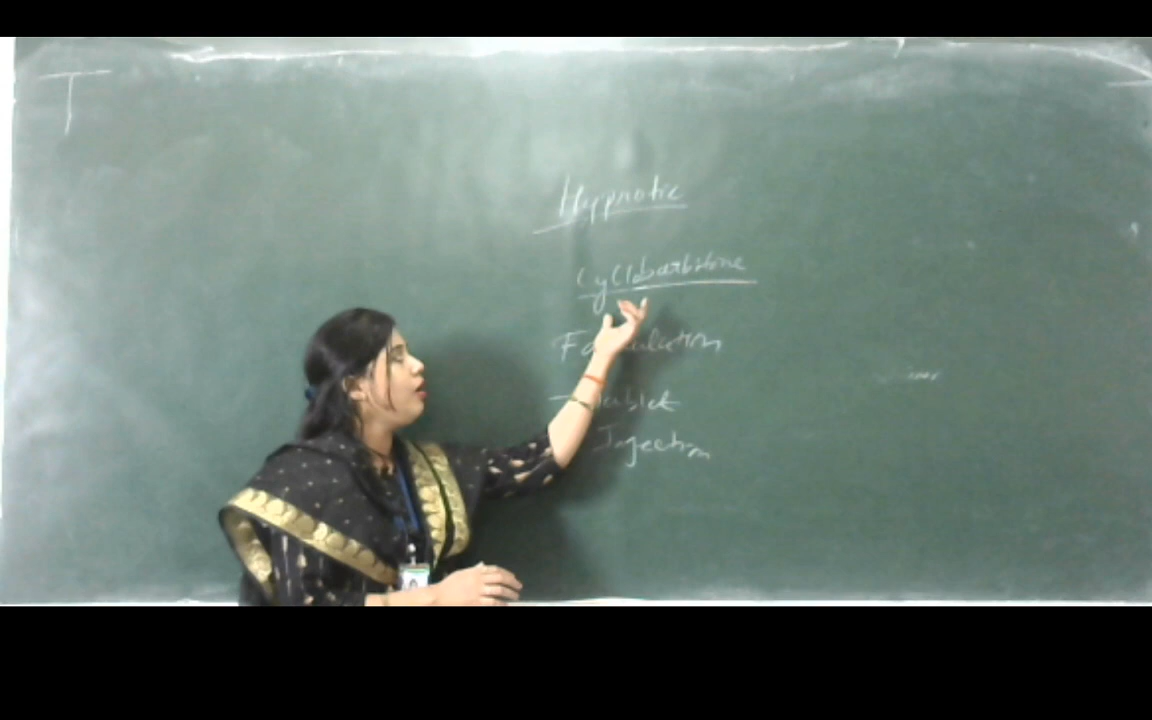 Hypnotic
Cyclobarbitone
Formulation
Tablet
Injection